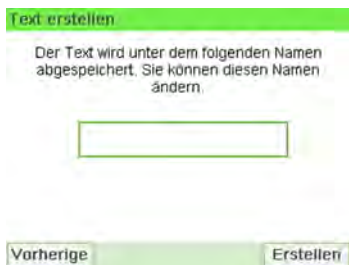 Text erstellen
Der Text wird unter dem folgenden Namen
abgespeichert. Sie können diesen Namen
ändern.
Vorherige
Erstellen